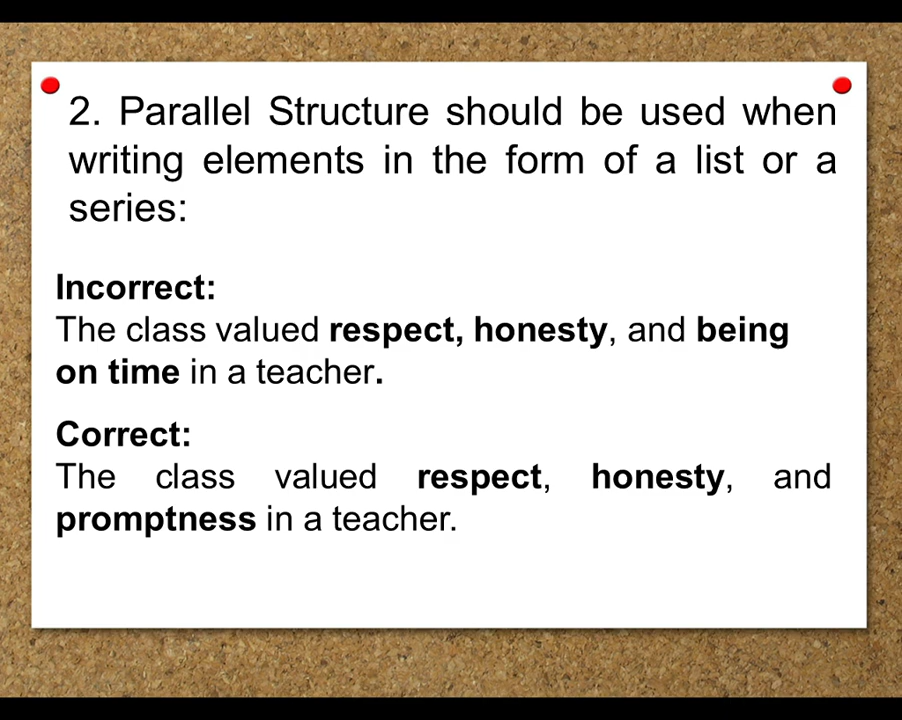 2. Parallel Structure should be used when
writing elements in the form of a list or a
series:
Incorrect:
The class valued respect, honesty, and being
on time in a teacher.
Correct:
The class valued respect, honesty, and
promptness in a teacher.